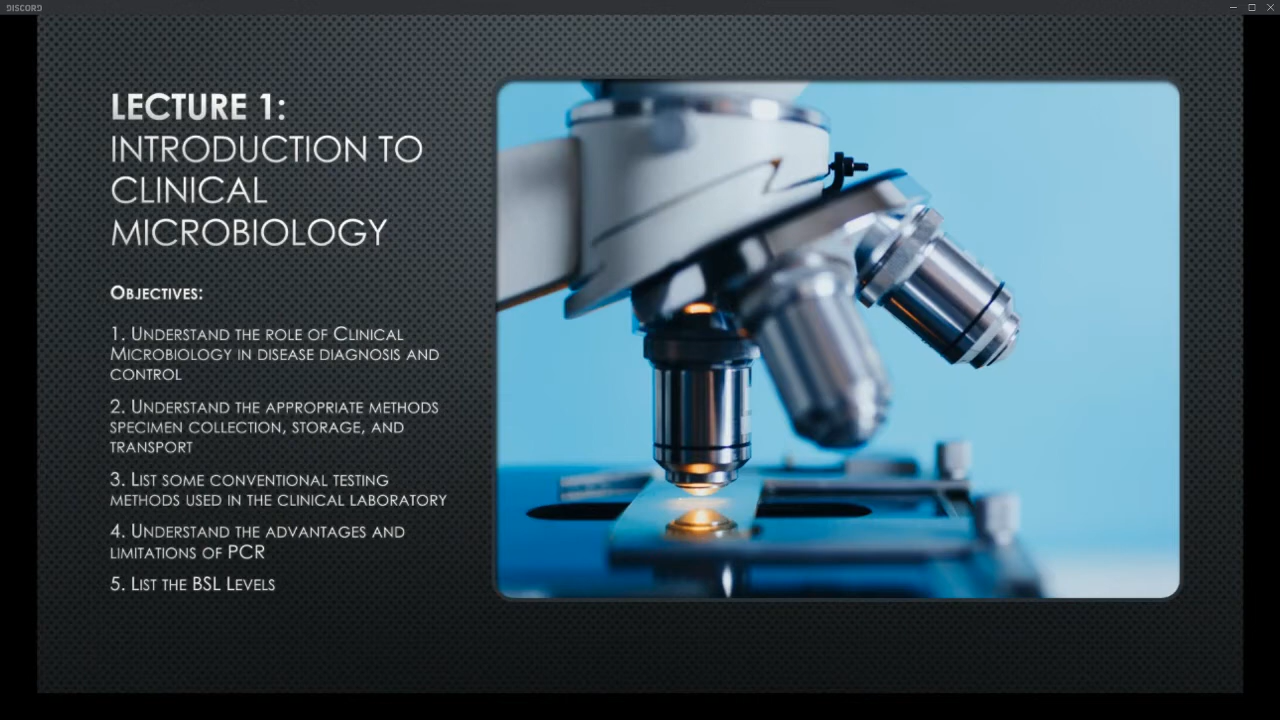 DISCORD
LECTURE 1:
INTRODUCTION TO
CLINICAL
MICROBIOLOGY
OBJECTIVES:
1. UNDERSTAND THE ROLE OF CLINICAL
MICROBIOLOGY IN DISEASE DIAGNOSIS AND
CONTROL
2. UNDERSTAND THE APPROPRIATE METHODS
SPECIMEN COLLECTION, STORAGE, AND
TRANSPORT
3. LIST SOME CONVENTIONAL TESTING
METHODS USED IN THE CLINICAL LABORATORY
4. UNDERSTAND THE ADVANTAGES AND
LIMITATIONS OF PCR
5. LIST THE BSL LEVELS